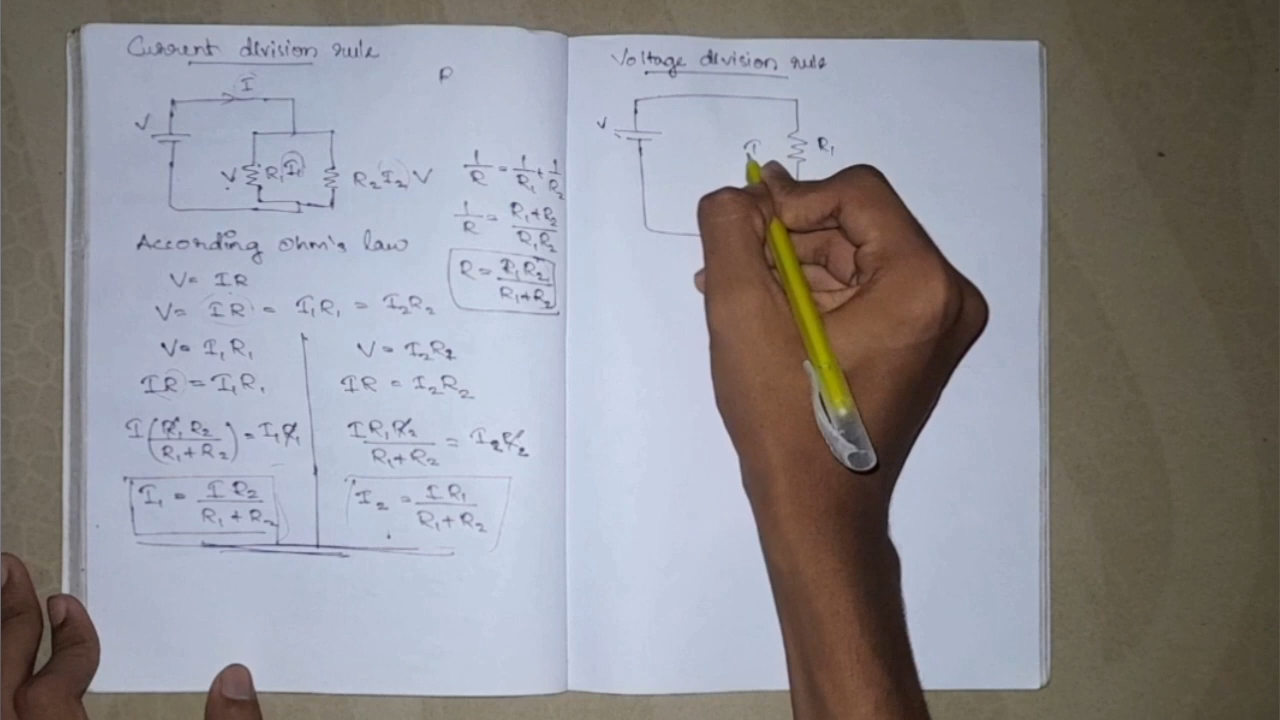 Current division rule
P
I
V
V R₁ I₁
R₂ I₂ V
1/R = 1/R₁ + 1/R₂
1/R = R₁+R₂/R₁R₂
R = R₁R₂/R₁+R₂
According Ohm's law
V = IR
V = IR = I₁R₁ = I₂R₂
V = I₁R₁
IR = I₁R₁
I(R₁R₂/R₁+R₂) = I₁R₁
I₁ = I R₂/R₁+R₂
V = I₂R₂
IR = I₂R₂
IR₁R₂/R₁+R₂ = I₂R₂
I₂ = I R₁/R₁+R₂
Voltage division rule
V
R₁